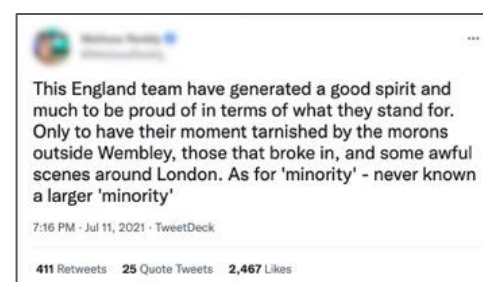 This England team have generated a good spirit and
much to be proud of in terms of what they stand for.
Only to have their moment tarnished by the morons
outside Wembley, those that broke in, and some awful
scenes around London. As for 'minority' - never known
a larger 'minority'
7:16 PM · Jul 11, 2021 · TweetDeck
411 Retweets 25 Quote Tweets 2,467 Likes